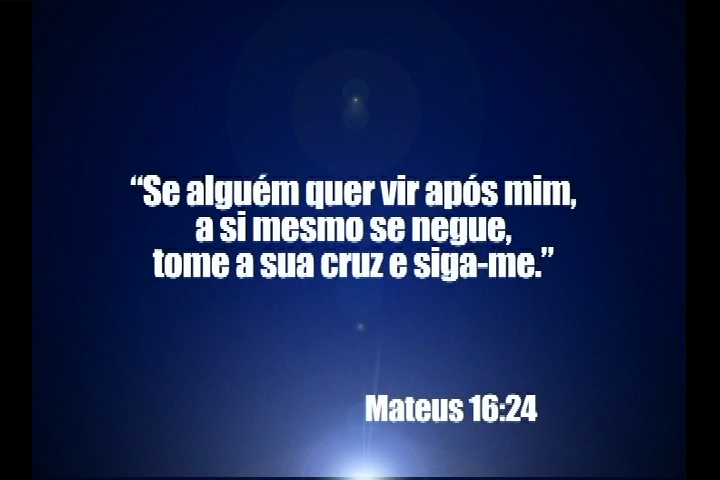 “Se alguém quer vir após mim,
a si mesmo se negue,
tome a sua cruz e siga-me.”
Mateus 16:24